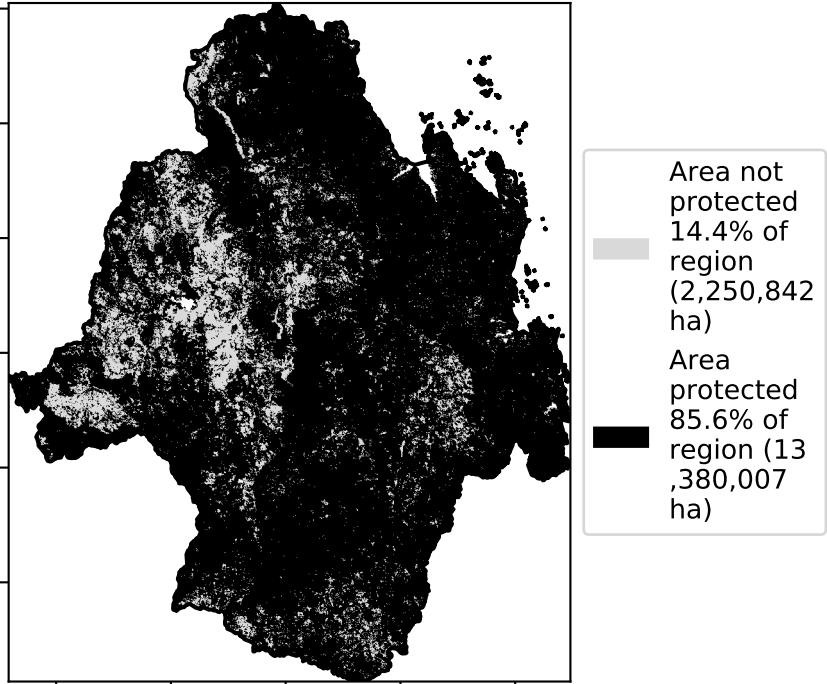 Area not
protected
14.4% of
region
(2,250,842
ha)
Area
protected
85.6% of
region (13
,380,007
ha)